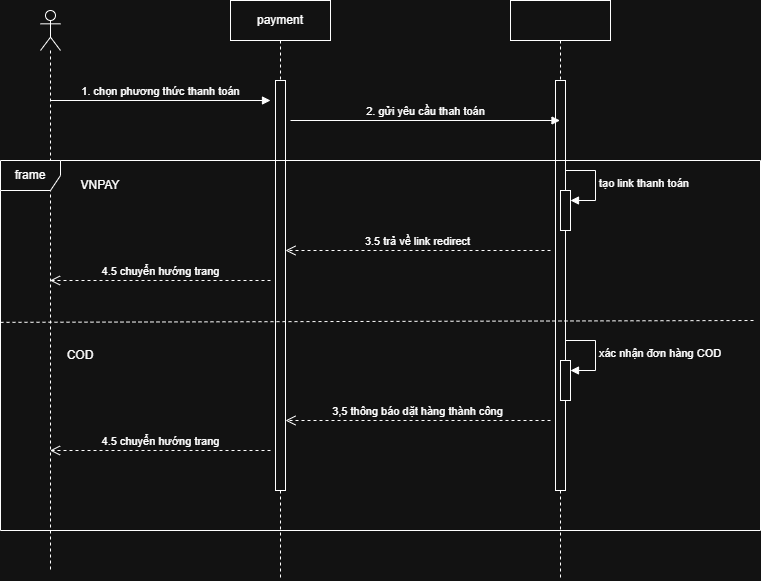 payment
1. chọn phương thức thanh toán
2. gửi yêu cầu thah toán
frame
VNPAY
tạo link thanh toán
3.5 trả về link redirect
4.5 chuyển hướng trang
COD
xác nhận đơn hàng COD
3,5 thông báo dặt hàng thành công
4.5 chuyển hướng trang